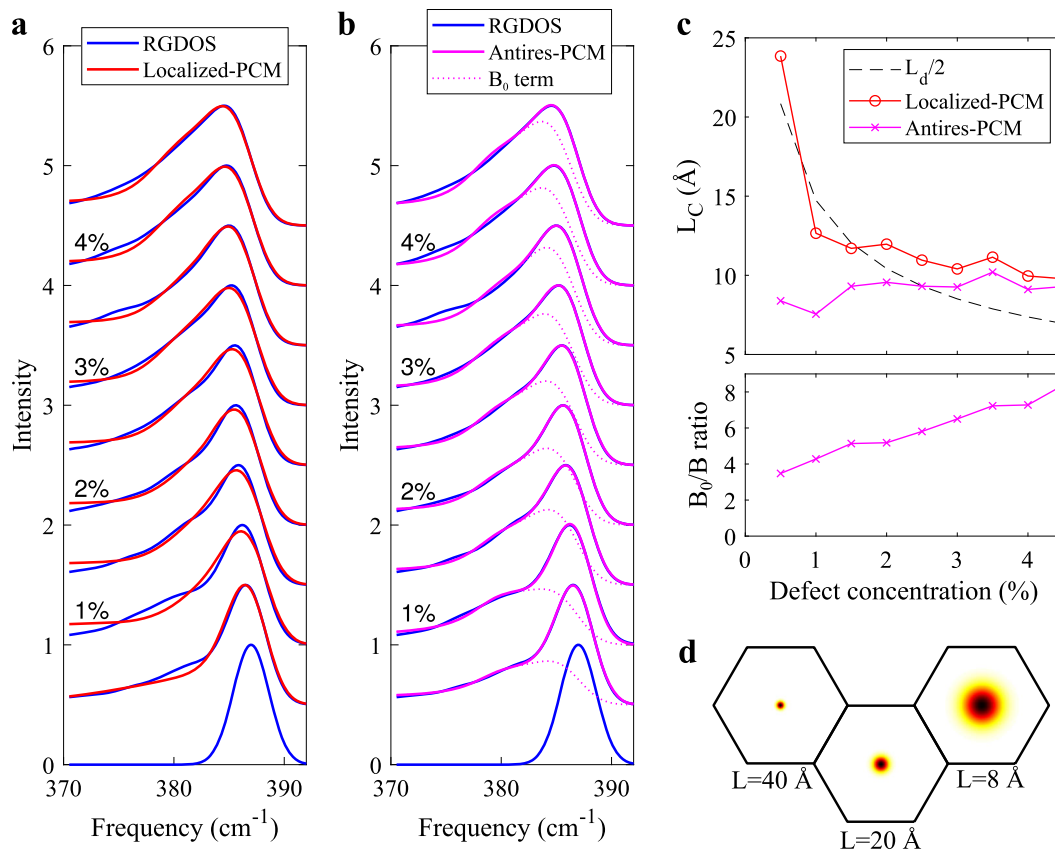 a
RGDOS
Localized-PCM
6
5
4
3
2
1
0
4%
3%
2%
1%
Intensity
370
380
390
Frequency (cm-1)
b
RGDOS
Antires-PCM
B0 term
6
5
4
3
2
1
0
4%
3%
2%
1%
Intensity
370
380
390
Frequency (cm-1)
c
Ld/2
Localized-PCM
Antires-PCM
25
20
15
10
5
LC (Å)
8
6
4
2
0
B0/B ratio
0
1
2
3
4
Defect concentration (%)
d
L=40 Å
L=8 Å
L=20 Å